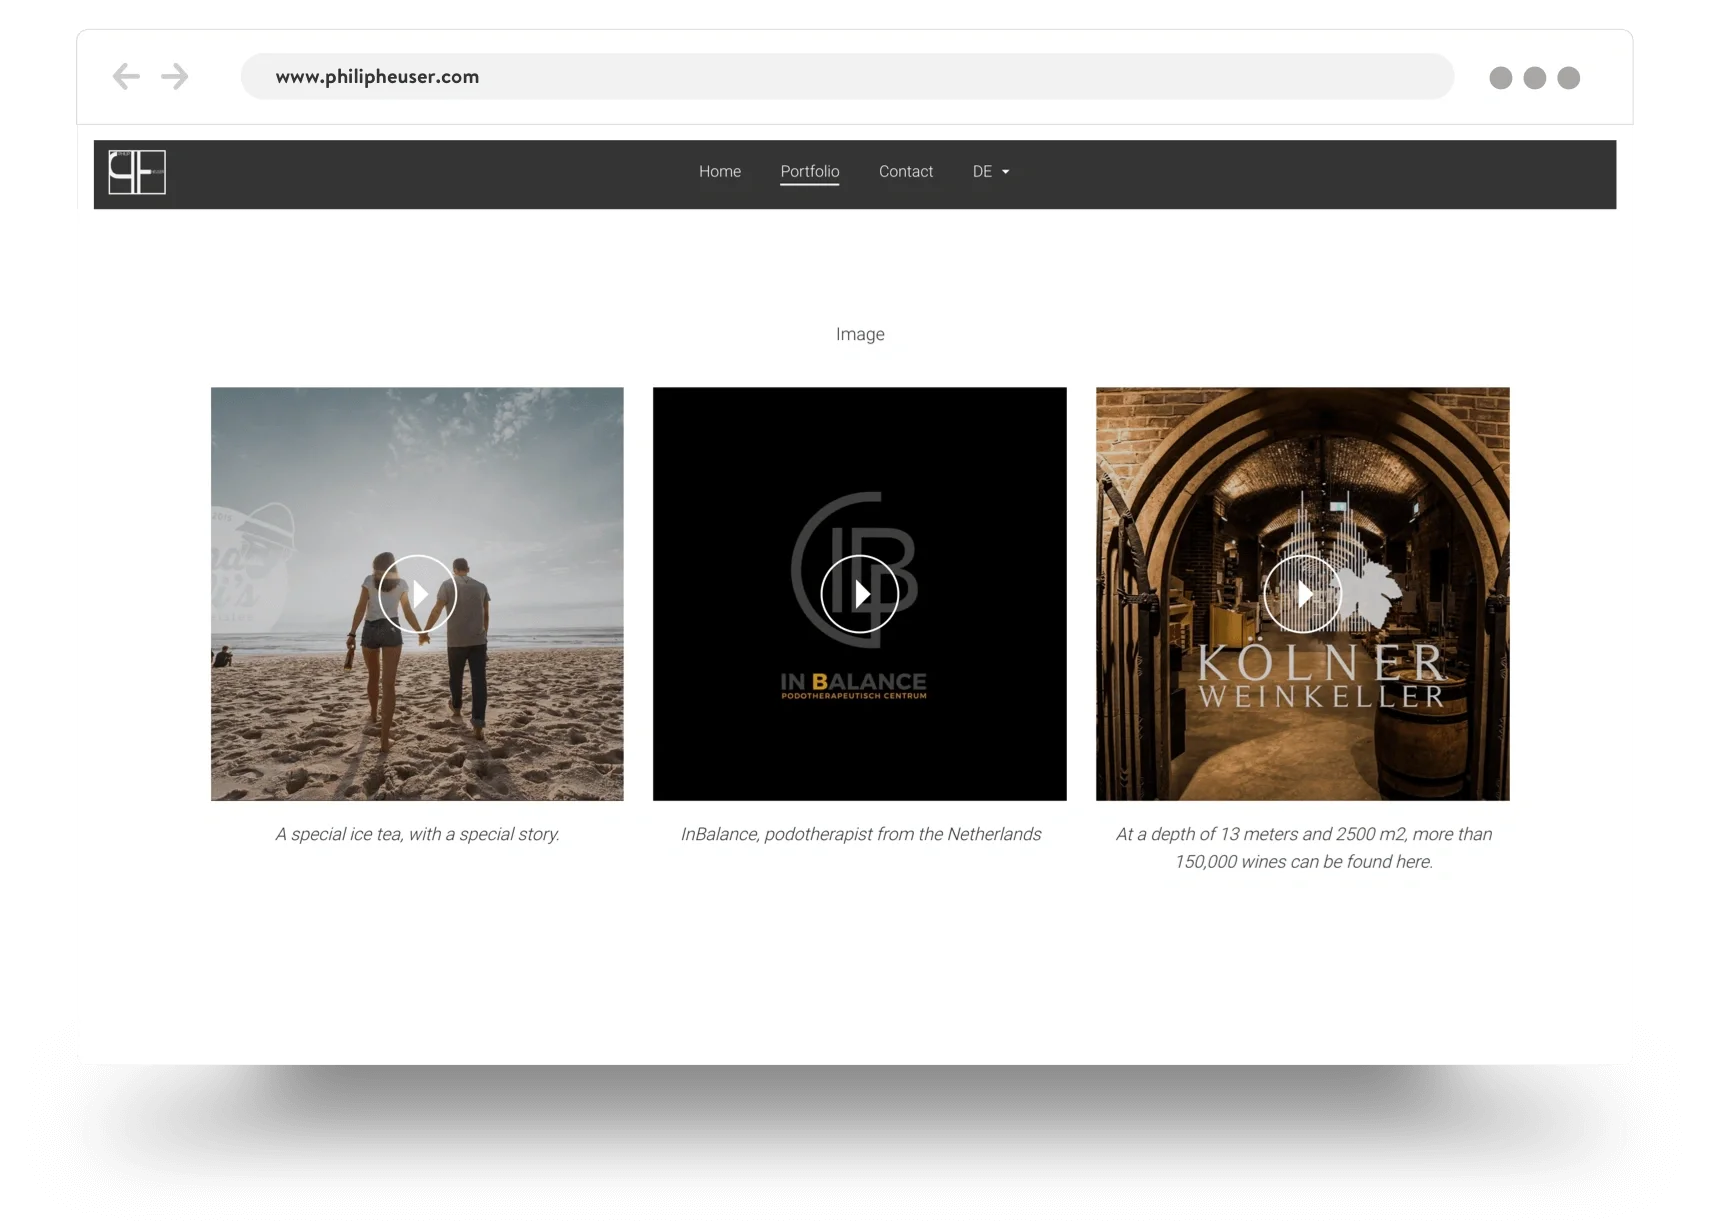 www.philipheuser.com
Home
Portfolio
Contact
DE
Image
IN BALANCE
PODOTHERAPEUTISCH CENTRUM
KÖLNER
WEINKELLER
A special ice tea, with a special story.
InBalance, podotherapist from the Netherlands
At a depth of 13 meters and 2500 m2, more than
150,000 wines can be found here.